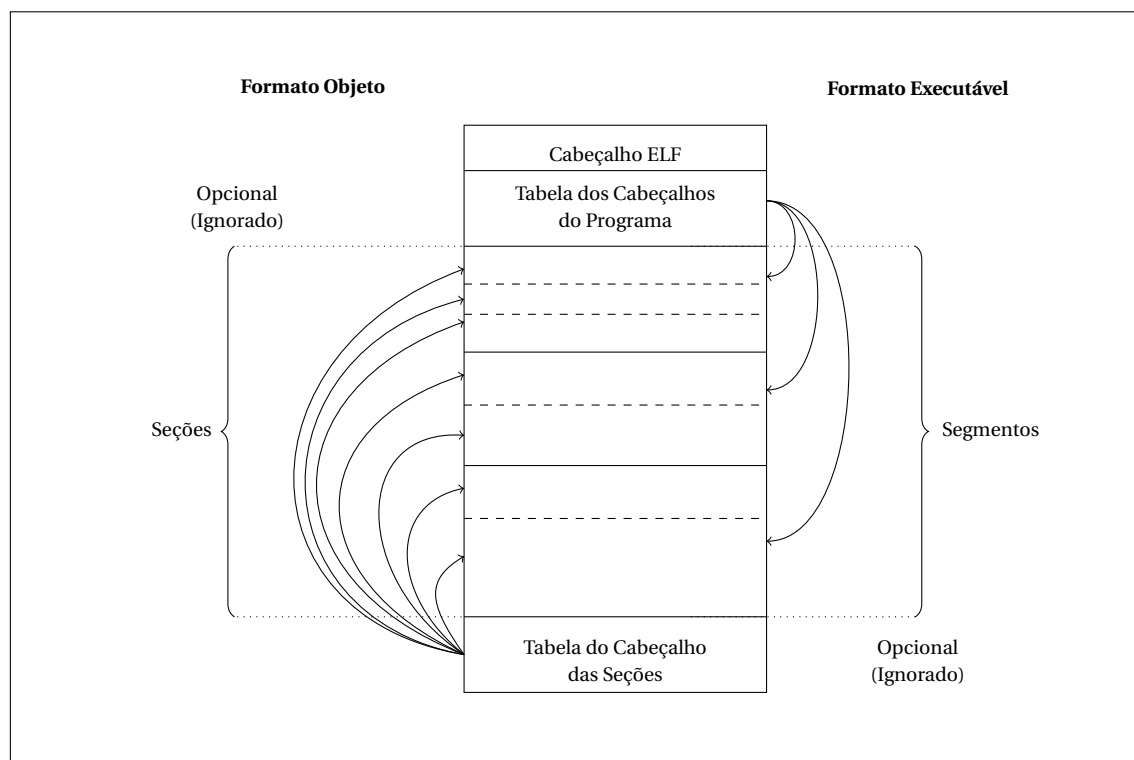 Formato Objeto
Formato Executável
Cabeçalho ELF
Opcional
(Ignorado)
Tabela dos Cabeçalhos
do Programa
Seções
Segmentos
Tabela do Cabeçalho
das Seções
Opcional
(Ignorado)